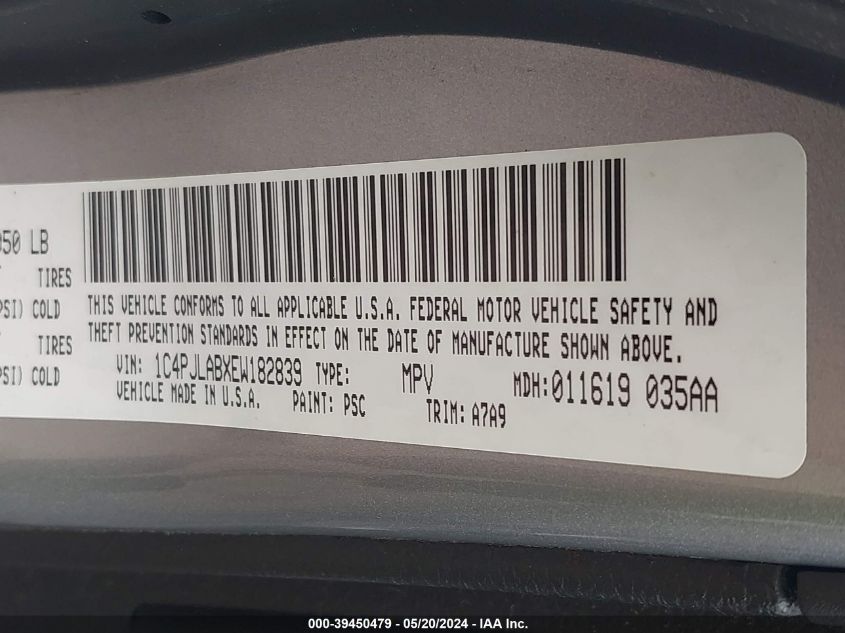 050 LB
TIRES
PSI) COLD
TIRES
PSI) COLD
THIS VEHICLE CONFORMS TO ALL APPLICABLE U.S.A. FEDERAL MOTOR VEHICLE SAFETY AND
THEFT PREVENTION STANDARDS IN EFFECT ON THE DATE OF MANUFACTURE SHOWN ABOVE.
VIN: 1C4PJLABXEW182839 TYPE: MPV MDH:011619 035AA
VEHICLE MADE IN U.S.A. PAINT: PSC TRIM: A7A9
000-39450479 - 05/20/2024 - IAA Inc.